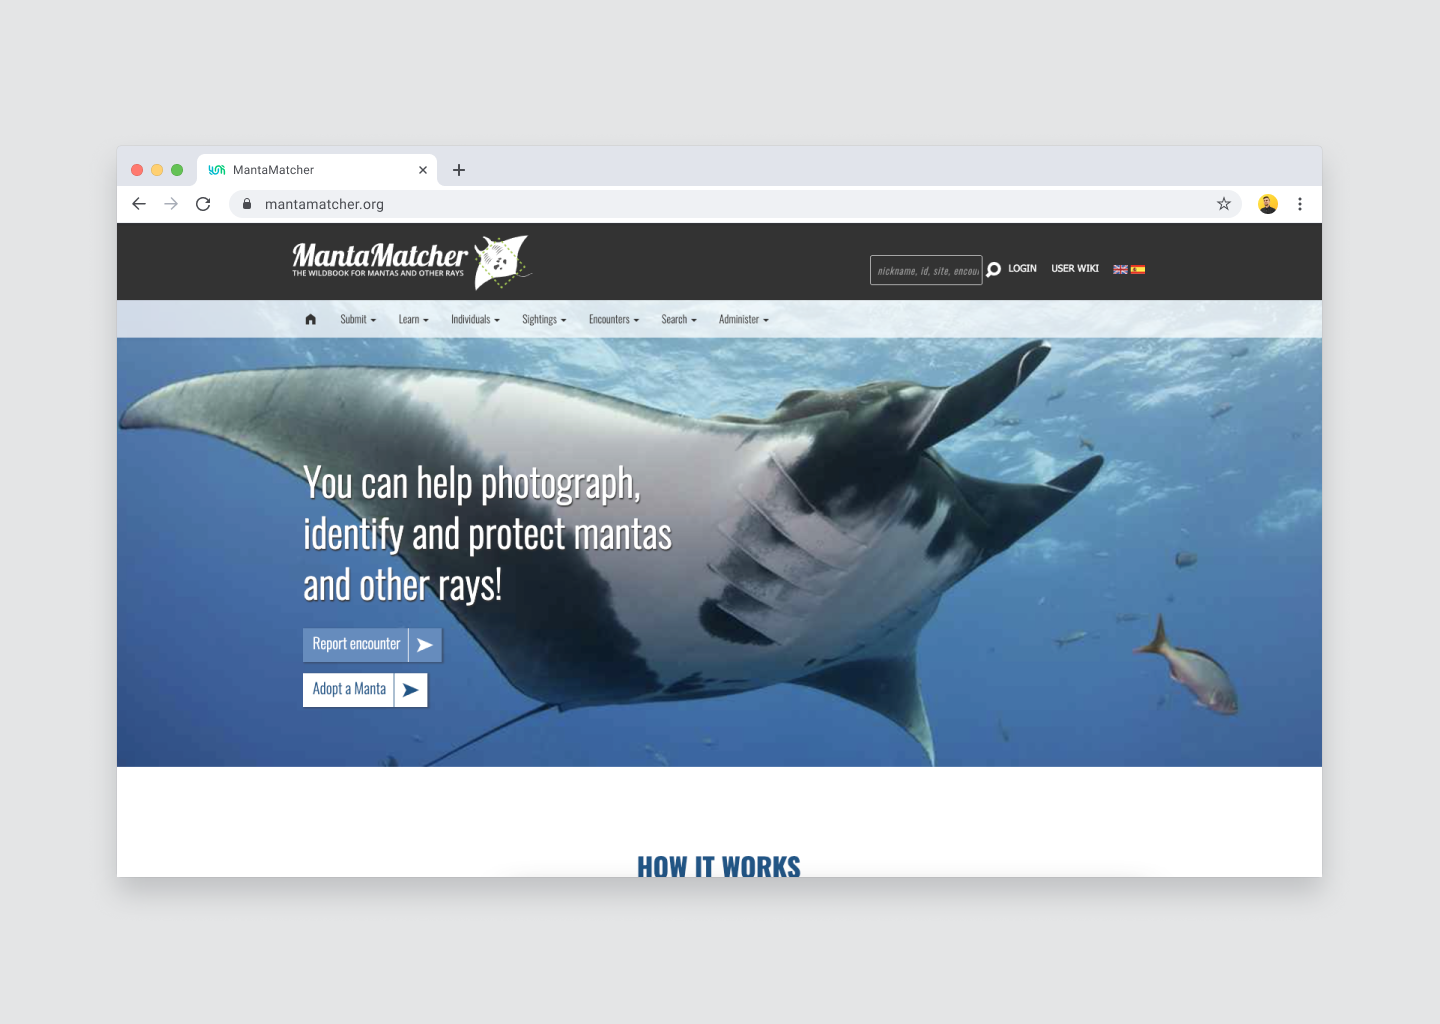 MantaMatcher
mantamatcher.org
MantaMatcher
THE WILDBOOK FOR MANTAS AND OTHER RAYS
nickname, id, site, encou
LOGIN
USER WIKI
Submit
Learn
Individuals
Sightings
Encounters
Search
Administer
You can help photograph,
identify and protect mantas
and other rays!
Report encounter
Adopt a Manta
HOW IT WORKS